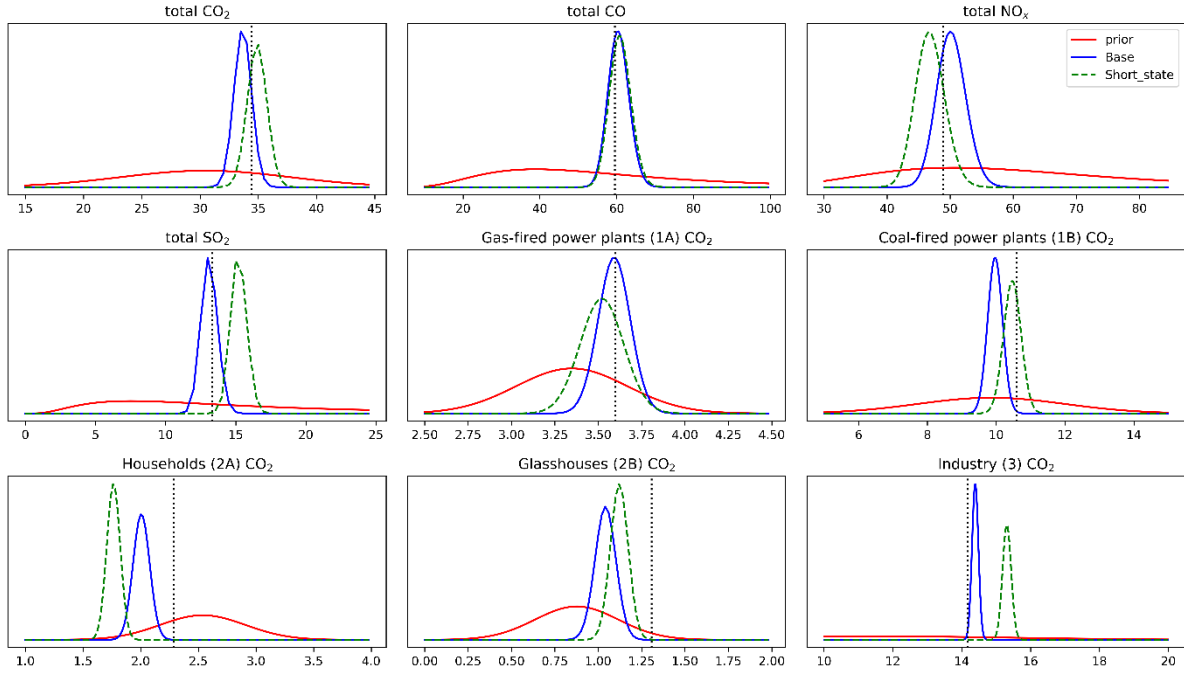 total CO₂
total CO
total NOₓ
prior
Base
Short_state
15 20 25 30 35 40 45
20 40 60 80 100
30 40 50 60 70 80
total SO₂
Gas-fired power plants (1A) CO₂
Coal-fired power plants (1B) CO₂
0 5 10 15 20 25
2.50 2.75 3.00 3.25 3.50 3.75 4.00 4.25 4.50
6 8 10 12 14
Households (2A) CO₂
Glasshouses (2B) CO₂
Industry (3) CO₂
1.0 1.5 2.0 2.5 3.0 3.5 4.0
0.00 0.25 0.50 0.75 1.00 1.25 1.50 1.75 2.00
10 12 14 16 18 20